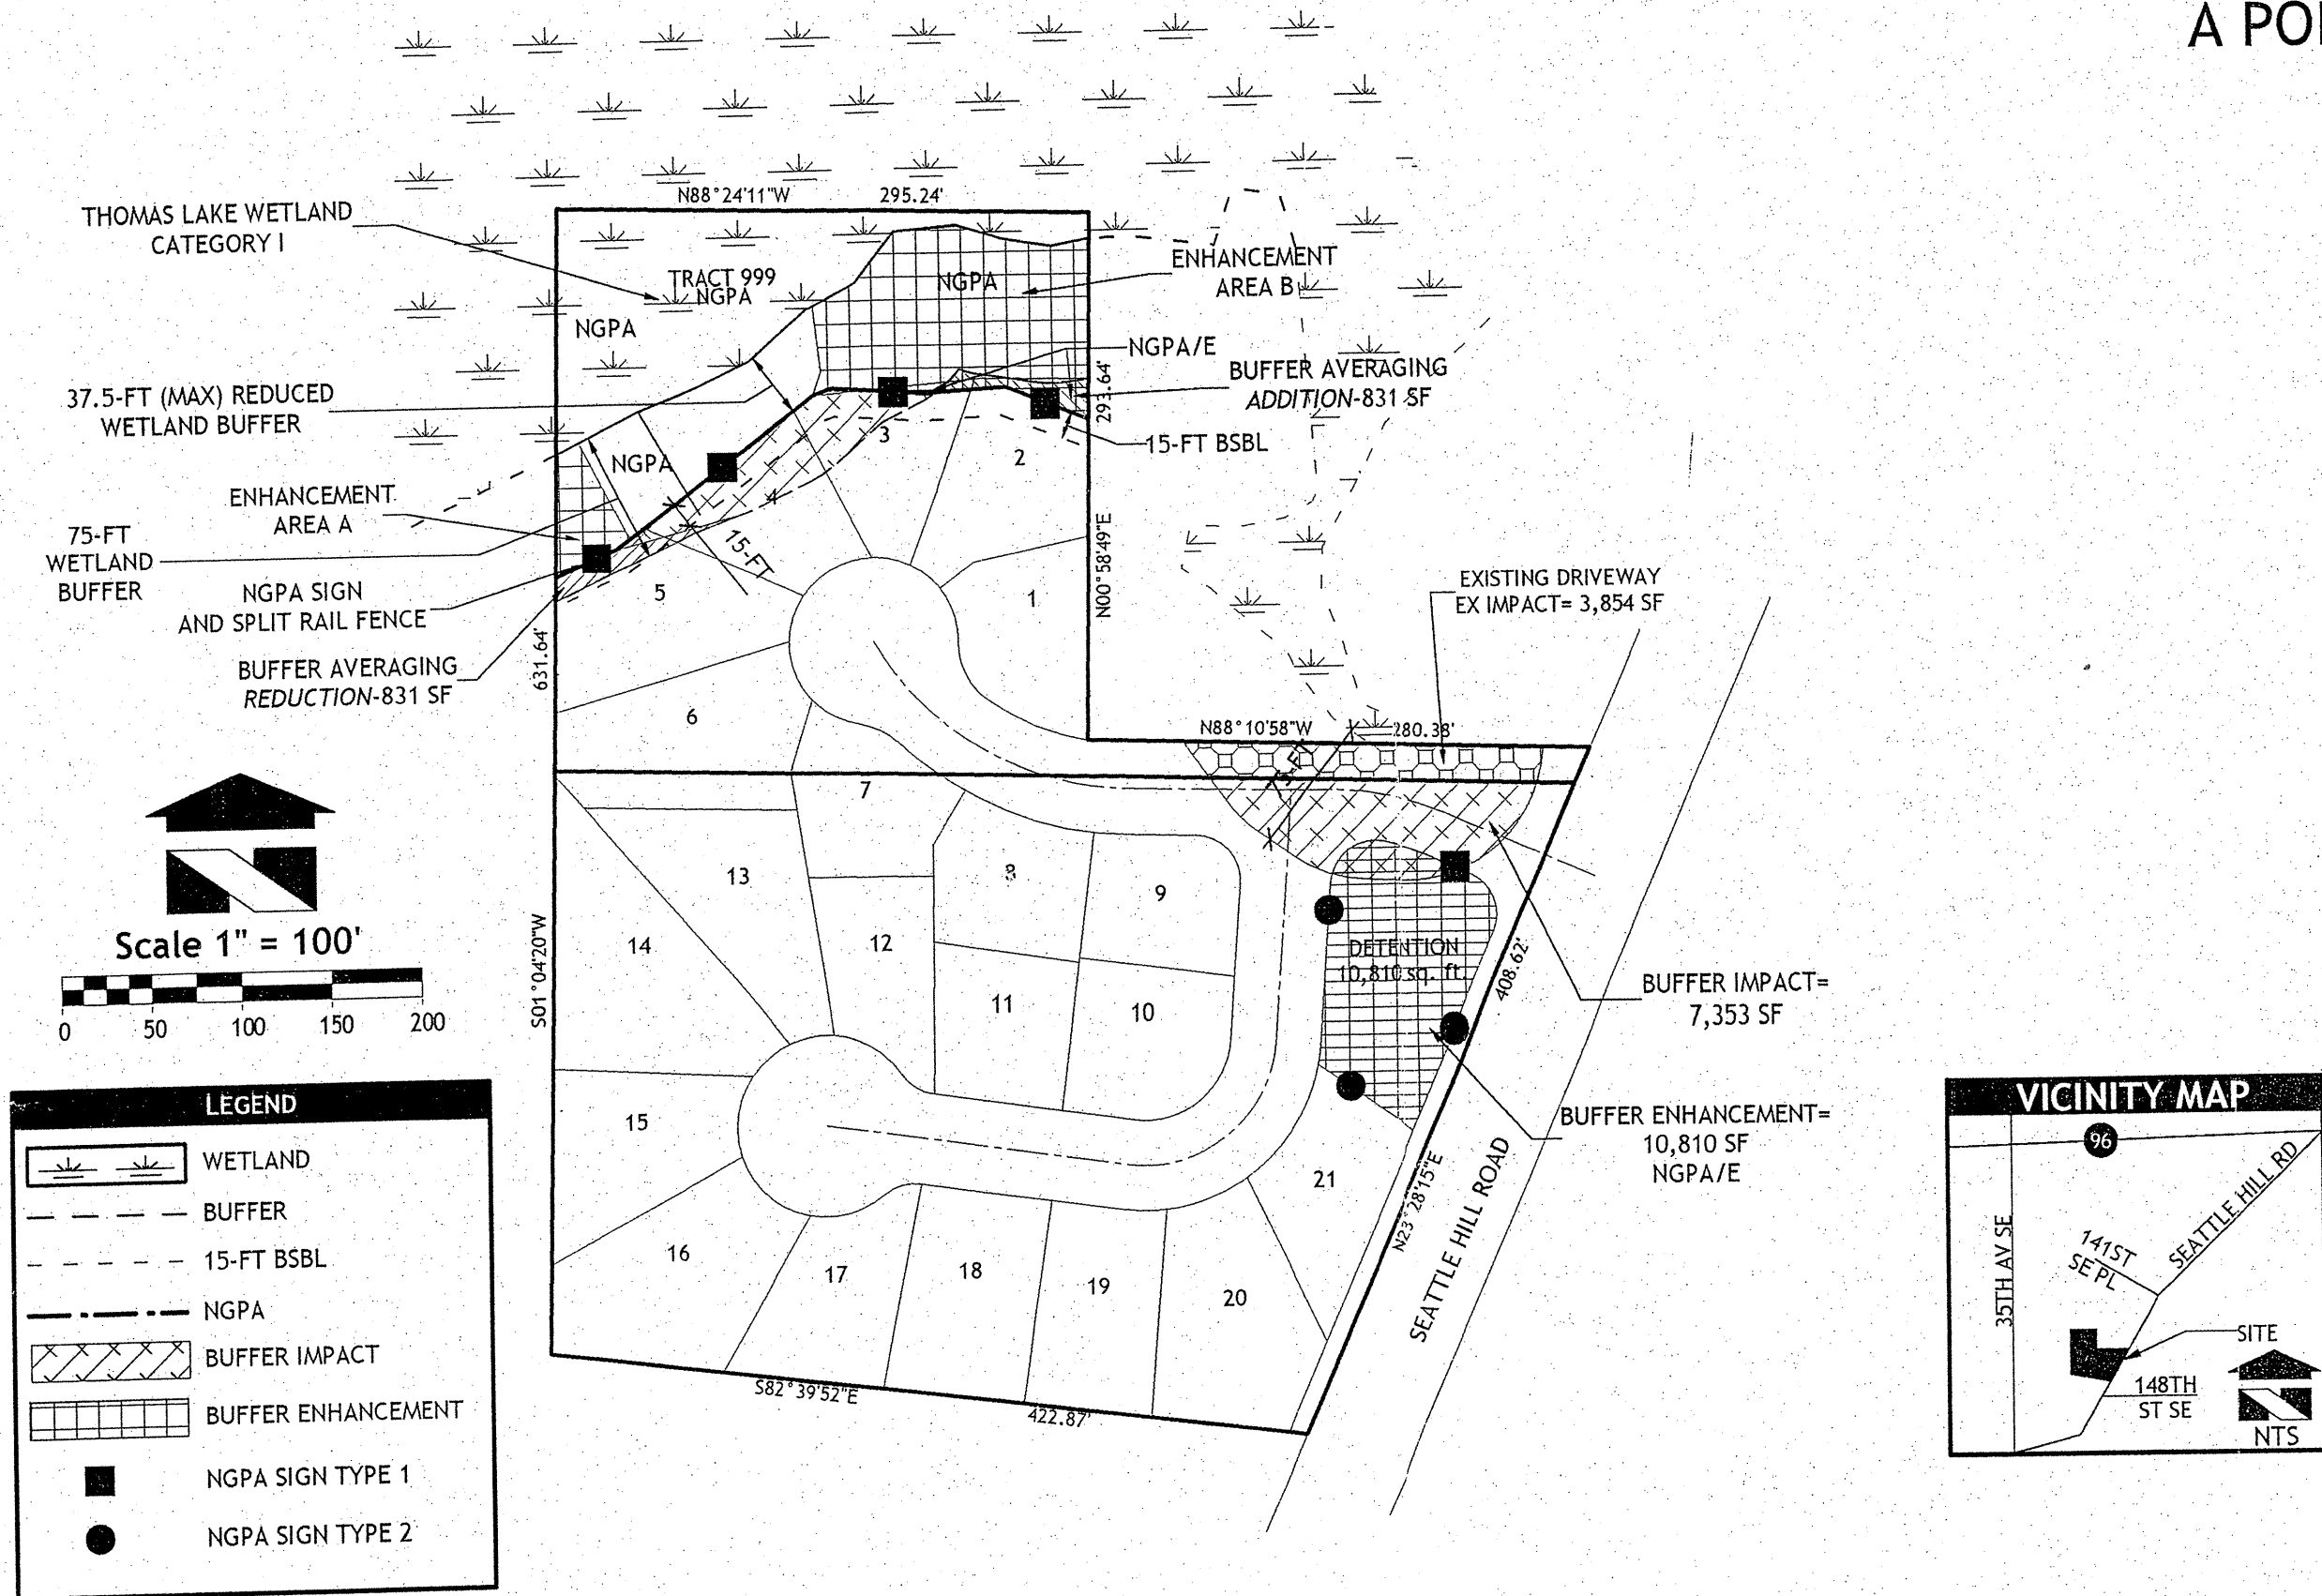 A PO
N88°24'11"W 295.24'
THOMAS LAKE WETLAND
CATEGORY I
TRACT 999
NGPA
NGPA
NGPA
ENHANCEMENT
AREA B
NGPA/E
BUFFER AVERAGING
ADDITION-831 SF
293.64'
15-FT BSBL
37.5-FT (MAX) REDUCED
WETLAND BUFFER
NGPA
3
2
4
ENHANCEMENT
AREA A
75-FT
WETLAND
BUFFER
15-FT
NGPA SIGN
AND SPLIT RAIL FENCE
5
1
N00°58'49"E
EXISTING DRIVEWAY
EX IMPACT= 3,854 SF
631.64'
BUFFER AVERAGING
REDUCTION-831 SF
6
N88°10'58"W 280.38'
7
Scale 1" = 100'
0 50 100 150 200
13
8
9
14
12
11
10
S01°04'20"W
DETENTION
10,810 sq. ft.
408.62'
BUFFER IMPACT=
7,353 SF
BUFFER ENHANCEMENT=
10,810 SF
NGPA/E
15
21
16
17
18
19
20
N23°28'15"E
SEATTLE HILL ROAD
S82°39'52"E
422.87'
LEGEND
WETLAND
BUFFER
15-FT BSBL
NGPA
BUFFER IMPACT
BUFFER ENHANCEMENT
NGPA SIGN TYPE 1
NGPA SIGN TYPE 2
VICINITY MAP
96
35TH AV SE
141ST
SE PL
SEATTLE HILL RD
SITE
148TH
ST SE
NTS